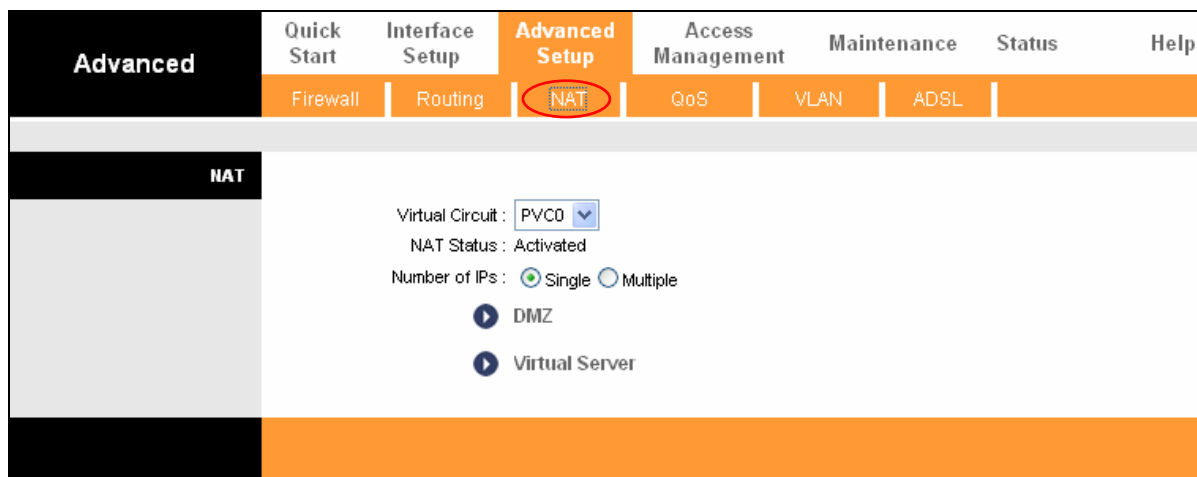 Advanced
Quick Start
Interface Setup
Advanced Setup
Access Management
Maintenance
Status
Help
Firewall
Routing
NAT
QoS
VLAN
ADSL
NAT
Virtual Circuit : PVC0
NAT Status : Activated
Number of IPs : Single Multiple
DMZ
Virtual Server